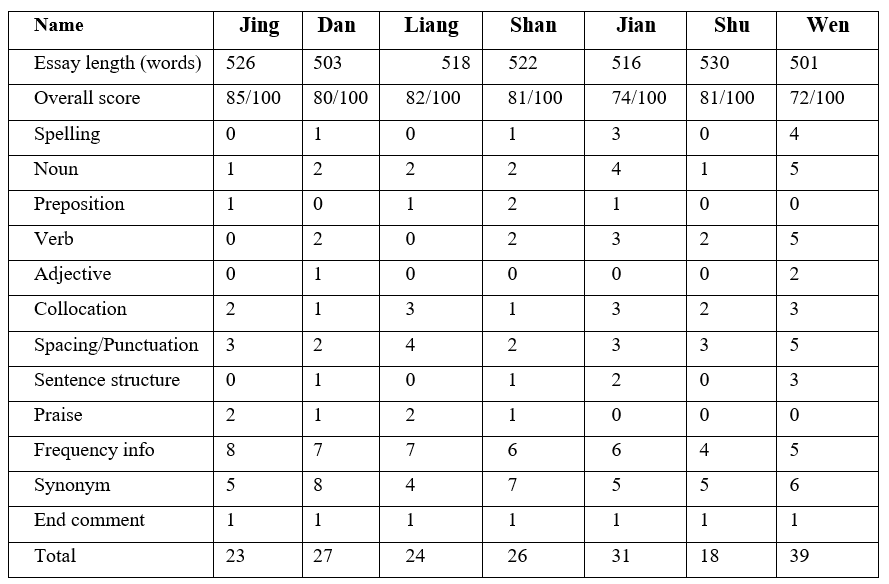 Name Jing Dan Liang Shan Jian Shu Wen
Essay length (words) 526 503 518 522 516 530 501
Overall score 85/100 80/100 82/100 81/100 74/100 81/100 72/100
Spelling 0 1 0 1 3 0 4
Noun 1 2 2 2 4 1 5
Preposition 1 0 1 2 1 0 0
Verb 0 2 0 2 3 2 5
Adjective 0 1 0 0 0 0 2
Collocation 2 1 3 1 3 2 3
Spacing/Punctuation 3 2 4 2 3 3 5
Sentence structure 0 1 0 1 2 0 3
Praise 2 1 2 1 0 0 0
Frequency info 8 7 7 6 6 4 5
Synonym 5 8 4 7 5 5 6
End comment 1 1 1 1 1 1 1
Total 23 27 24 26 31 18 39